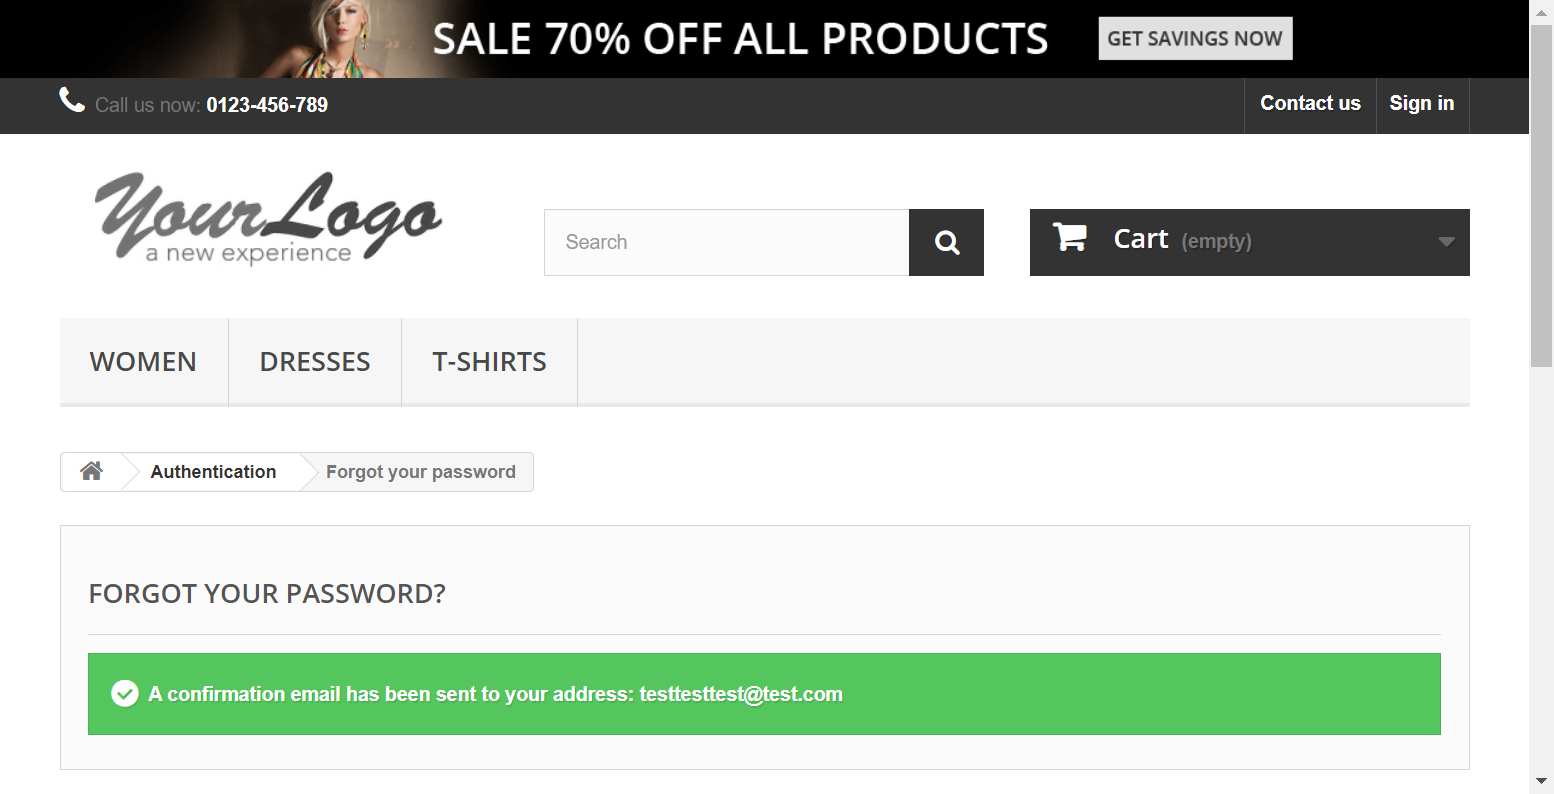 SALE 70% OFF ALL PRODUCTS GET SAVINGS NOW
Call us now: 0123-456-789 Contact us Sign in
YourLogo
a new experience
Search Cart (empty)
WOMEN DRESSES T-SHIRTS
Authentication Forgot your password
FORGOT YOUR PASSWORD?
A confirmation email has been sent to your address: testtesttest@test.com